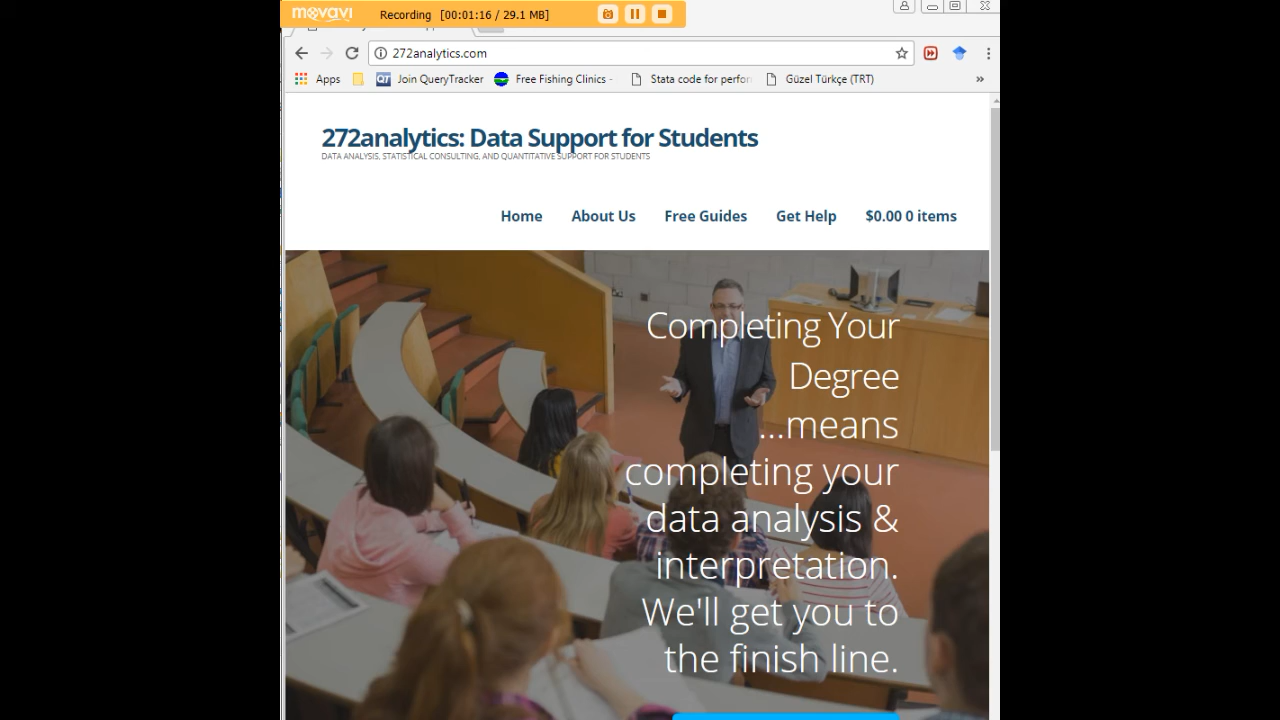 movavi Recording [00:01:16 / 29.1 MB]
272analytics.com
Apps QT Join QueryTracker Free Fishing Clinics - Stata code for perfor Güzel Türkçe (TRT) »
272analytics: Data Support for Students
DATA ANALYSIS, STATISTICAL CONSULTING, AND QUANTITATIVE SUPPORT FOR STUDENTS
Home About Us Free Guides Get Help $0.00 0 items
Completing Your
Degree
...means
completing your
data analysis &
interpretation.
We'll get you to
the finish line.